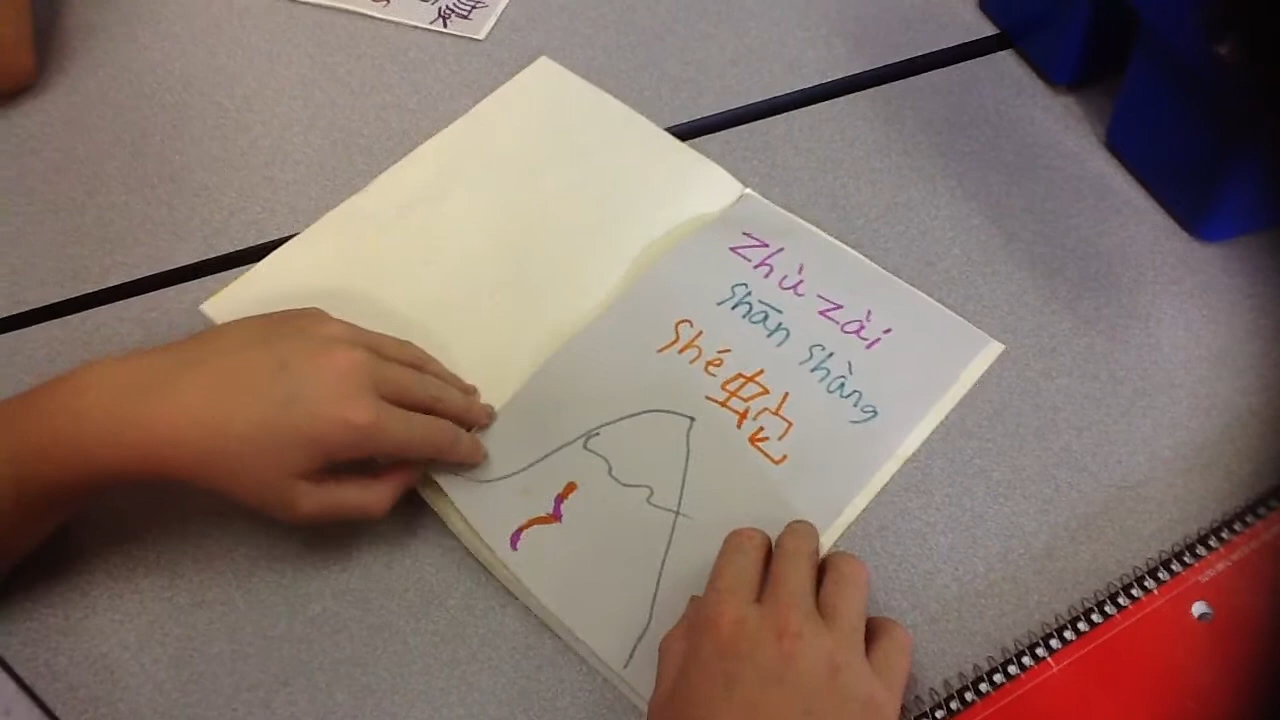 zhù zài
shān shàng
shé 蛇